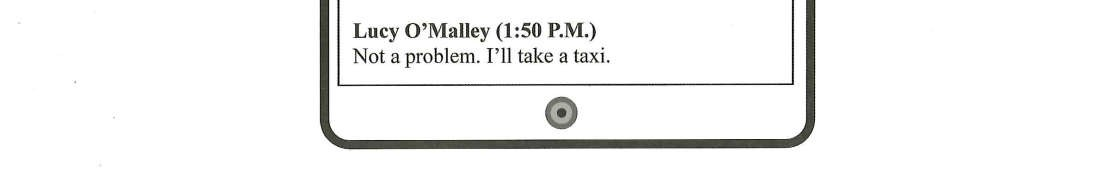 Lucy O’Malley (1:50 P.M.)
Not a problem. I’ll take a taxi.